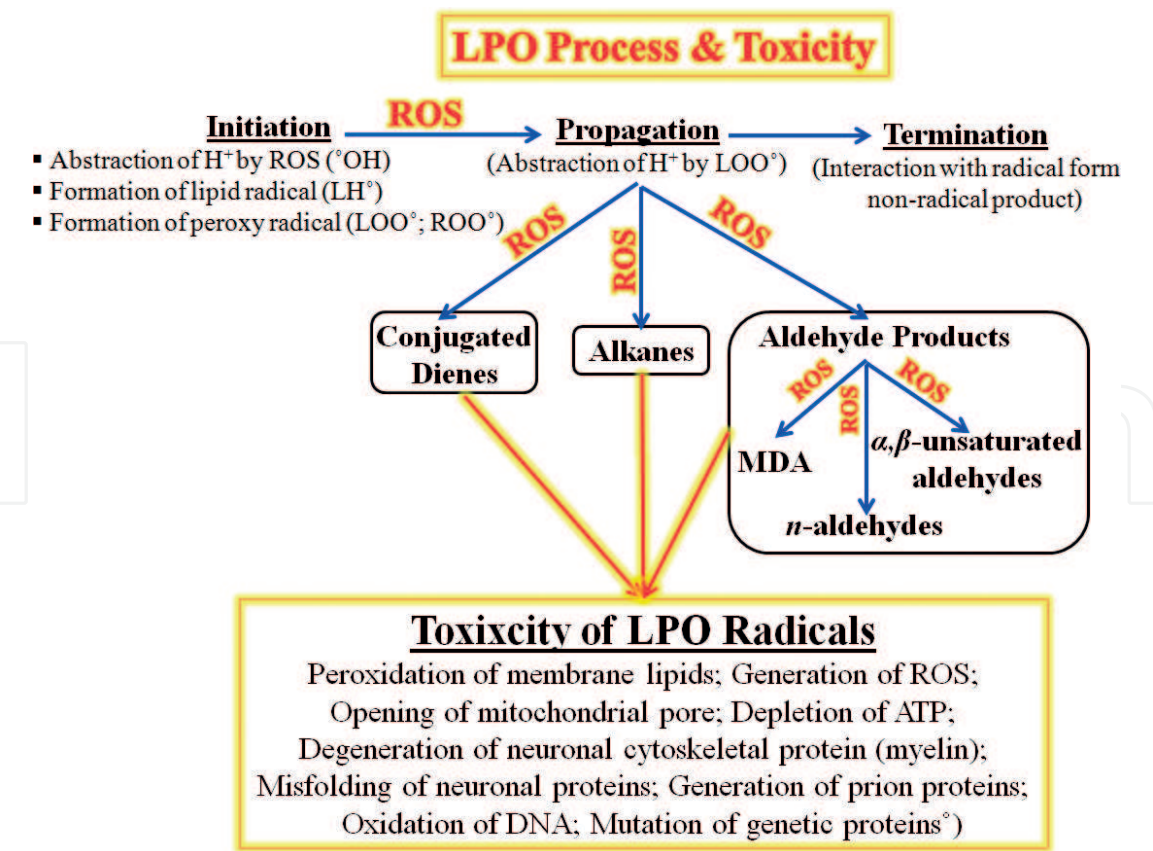 LPO Process & Toxicity
Initiation
ROS
Propagation
Termination
▪ Abstraction of H⁺ by ROS (˚OH)
▪ Formation of lipid radical (LH˚)
▪ Formation of peroxy radical (LOO˚; ROO˚)
(Abstraction of H⁺ by LOO˚)
(Interaction with radical form
non-radical product)
ROS
ROS
ROS
Conjugated
Dienes
Alkanes
Aldehyde Products
ROS
ROS
ROS
MDA
α,β-unsaturated
aldehydes
n-aldehydes
Toxixcity of LPO Radicals
Peroxidation of membrane lipids; Generation of ROS;
Opening of mitochondrial pore; Depletion of ATP;
Degeneration of neuronal cytoskeletal protein (myelin);
Misfolding of neuronal proteins; Generation of prion proteins;
Oxidation of DNA; Mutation of genetic proteins˚)